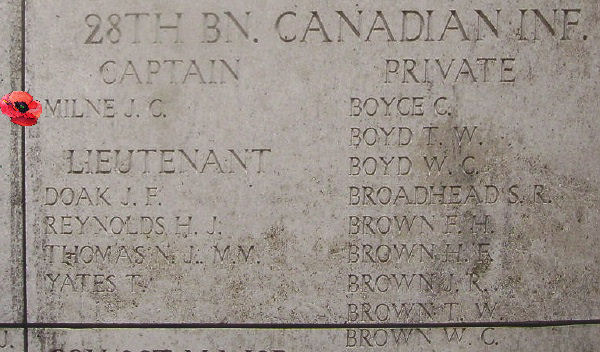 28TH BN. CANADIAN INF.
CAPTAIN
MILNE J. C.
LIEUTENANT
DOAK J. F.
REYNOLDS H. J.
THOMAS N. J., M.M.
YATES T.
PRIVATE
BOYCE C.
BOYD T. W.
BOYD W. C.
BROADHEAD S. R.
BROWN F. H.
BROWN H. F.
BROWN J. R.
BROWN T. W.
BROWN W. C.